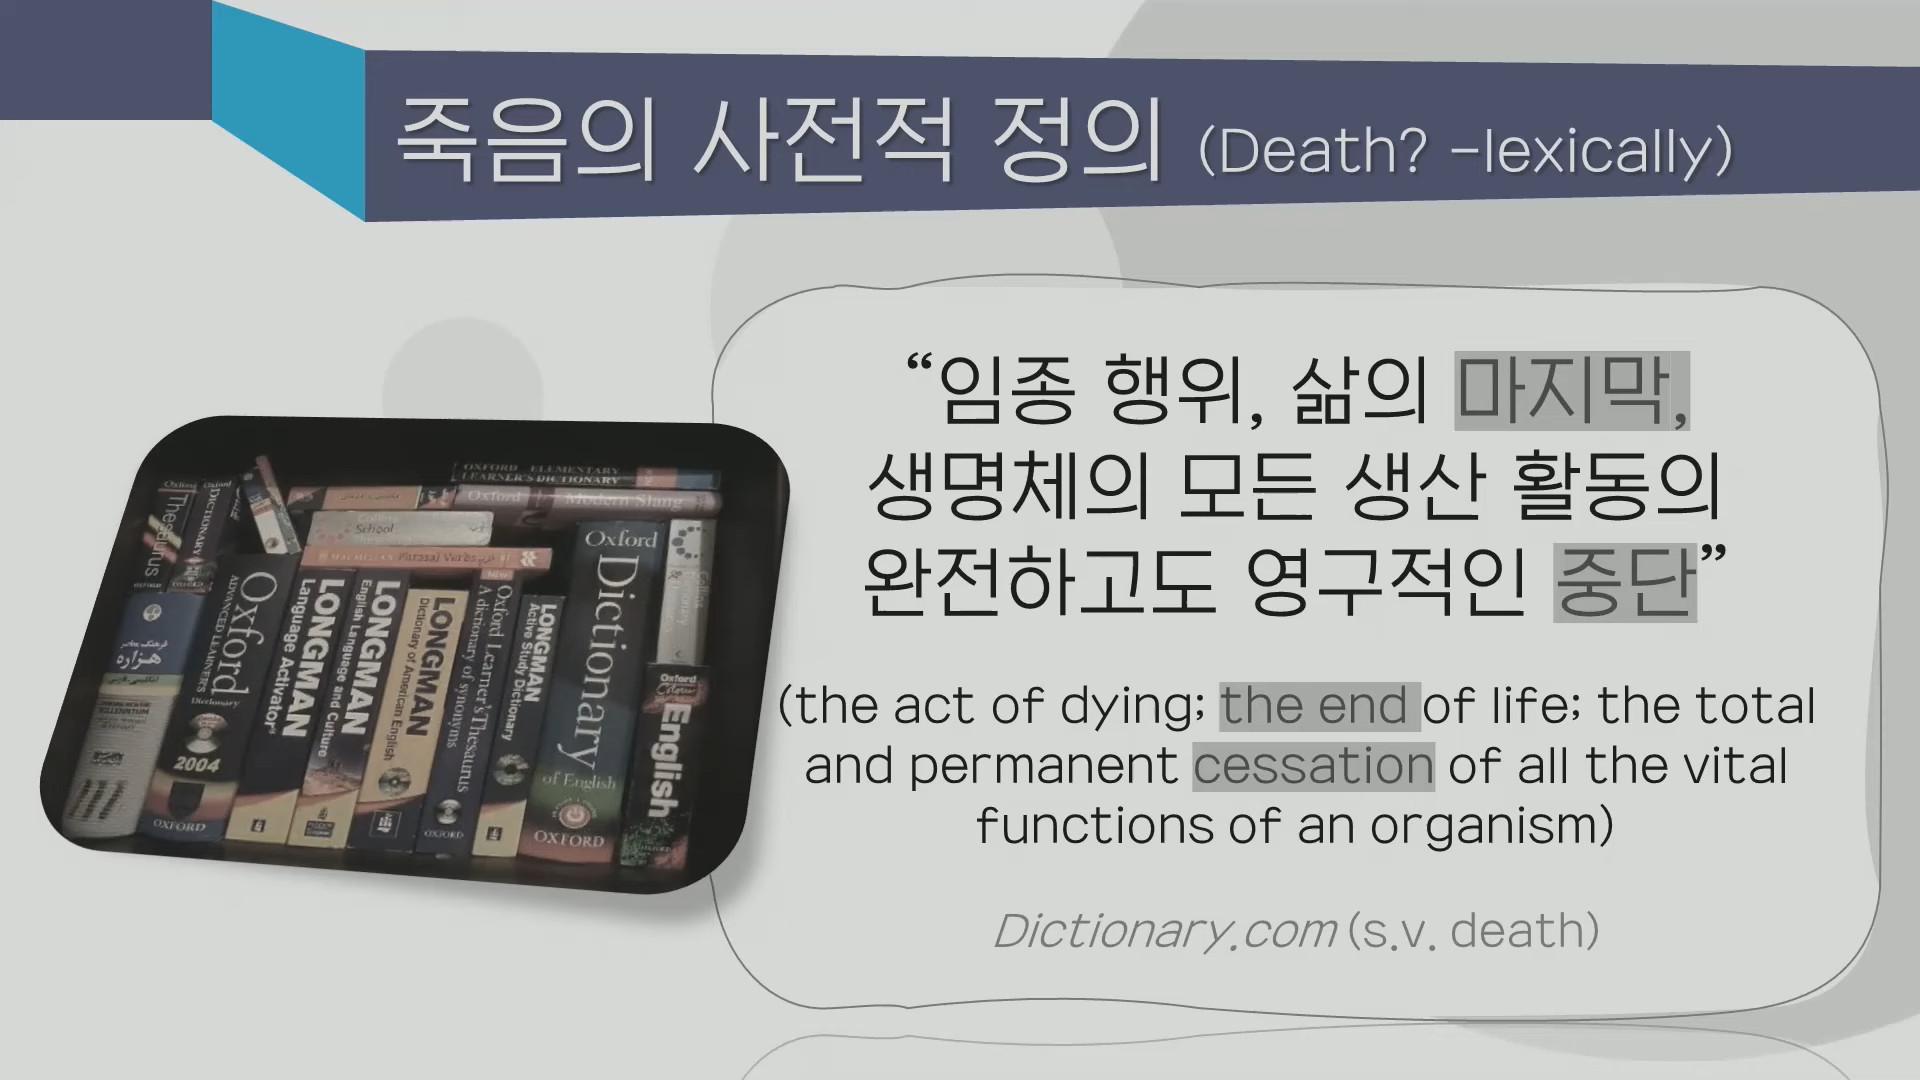 죽음의 사전적 정의 (Death? -lexically)
“임종 행위, 삶의 마지막,
생명체의 모든 생산 활동의
완전하고도 영구적인 중단”
(the act of dying; the end of life; the total
and permanent cessation of all the vital
functions of an organism)
Dictionary.com (s.v. death)
OXFORD ELEMENTARY
LEARNER'S DICTIONARY
Oxford Modern Slang
School
Phrasal Verbs
Thesaurus
DICTIONARY
هزاره
Oxford
ADVANCED LEARNER'S
Dictionary
2004
OXFORD
LONGMAN
Language Activator
LONGMAN
English Language and Culture
LONGMAN
Dictionary of American English
Oxford Learner's Thesaurus
A dictionary of synonyms
OXFORD
LONGMAN
Active Study Dictionary
Oxford
Dictionary
of English
OXFORD
Oxford
English